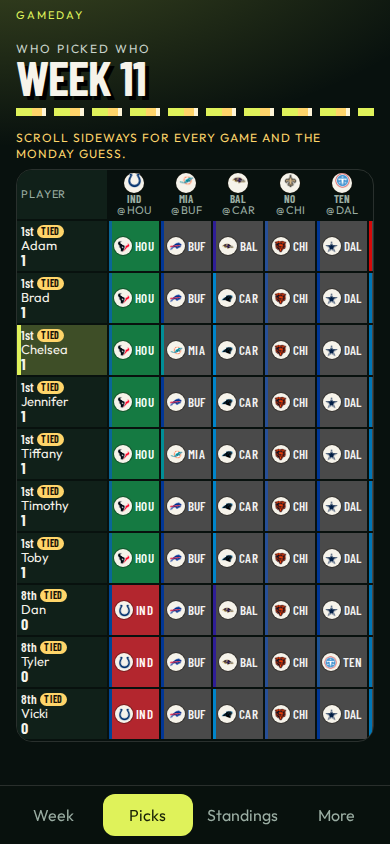 GAMEDAY
WHO PICKED WHO
WEEK 11
SCROLL SIDEWAYS FOR EVERY GAME AND THE
MONDAY GUESS.
PLAYER IND @HOU MIA @BUF BAL @CAR NO @CHI TEN @DAL
1st TIED
Adam HOU BUF BAL CHI DAL
1
1st TIED
Brad HOU BUF CAR CHI DAL
1
1st TIED
Chelsea HOU MIA CAR CHI DAL
1
1st TIED
Jennifer HOU BUF CAR CHI DAL
1
1st TIED
Tiffany HOU MIA CAR CHI DAL
1
1st TIED
Timothy HOU BUF CAR CHI DAL
1
1st TIED
Toby HOU BUF CAR CHI DAL
1
8th TIED
Dan IND BUF BAL CHI DAL
0
8th TIED
Tyler IND BUF BAL CHI TEN
0
8th TIED
Vicki IND BUF CAR CHI DAL
0
Week Picks Standings More